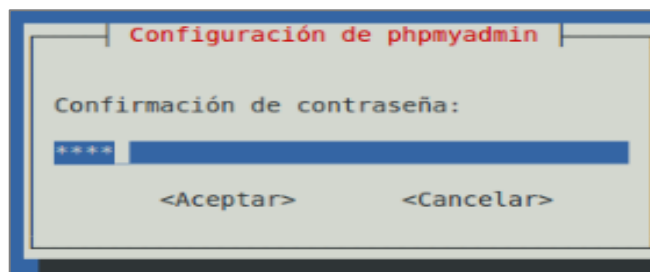 Configuración de phpmyadmin
Confirmación de contraseña:
****
<Aceptar> <Cancelar>